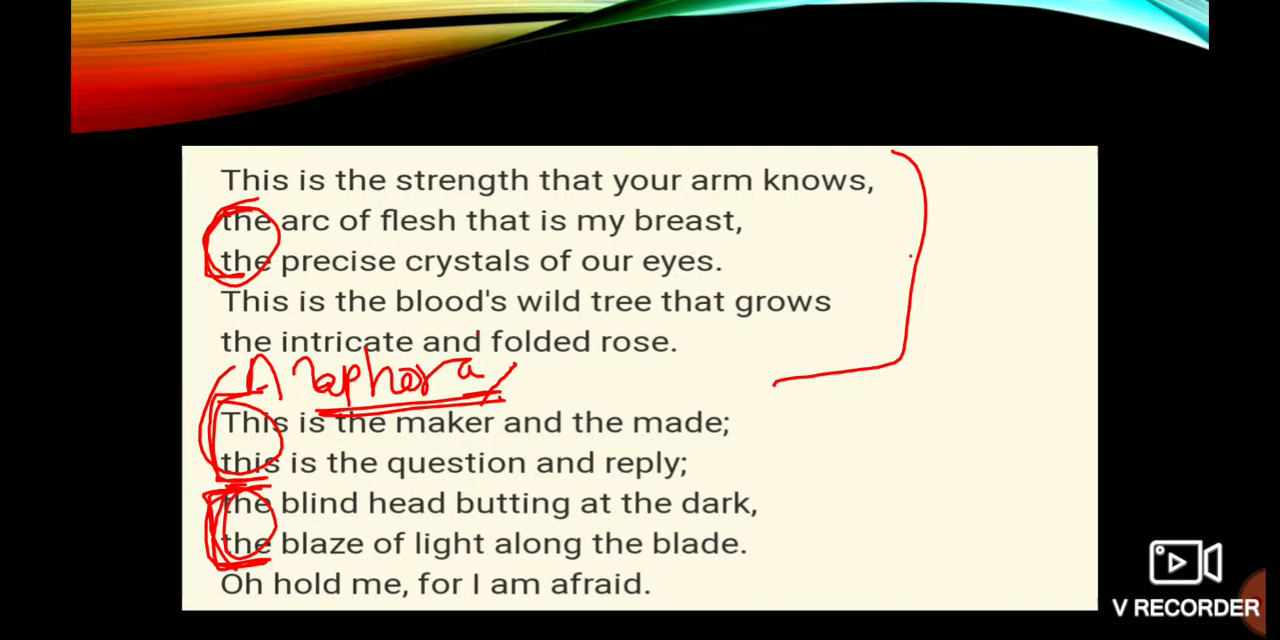 This is the strength that your arm knows,
the arc of flesh that is my breast,
the precise crystals of our eyes.
This is the blood's wild tree that grows
the intricate and folded rose.
Anaphora
This is the maker and the made;
this is the question and reply;
the blind head butting at the dark,
the blaze of light along the blade.
Oh hold me, for I am afraid.
V RECORDER